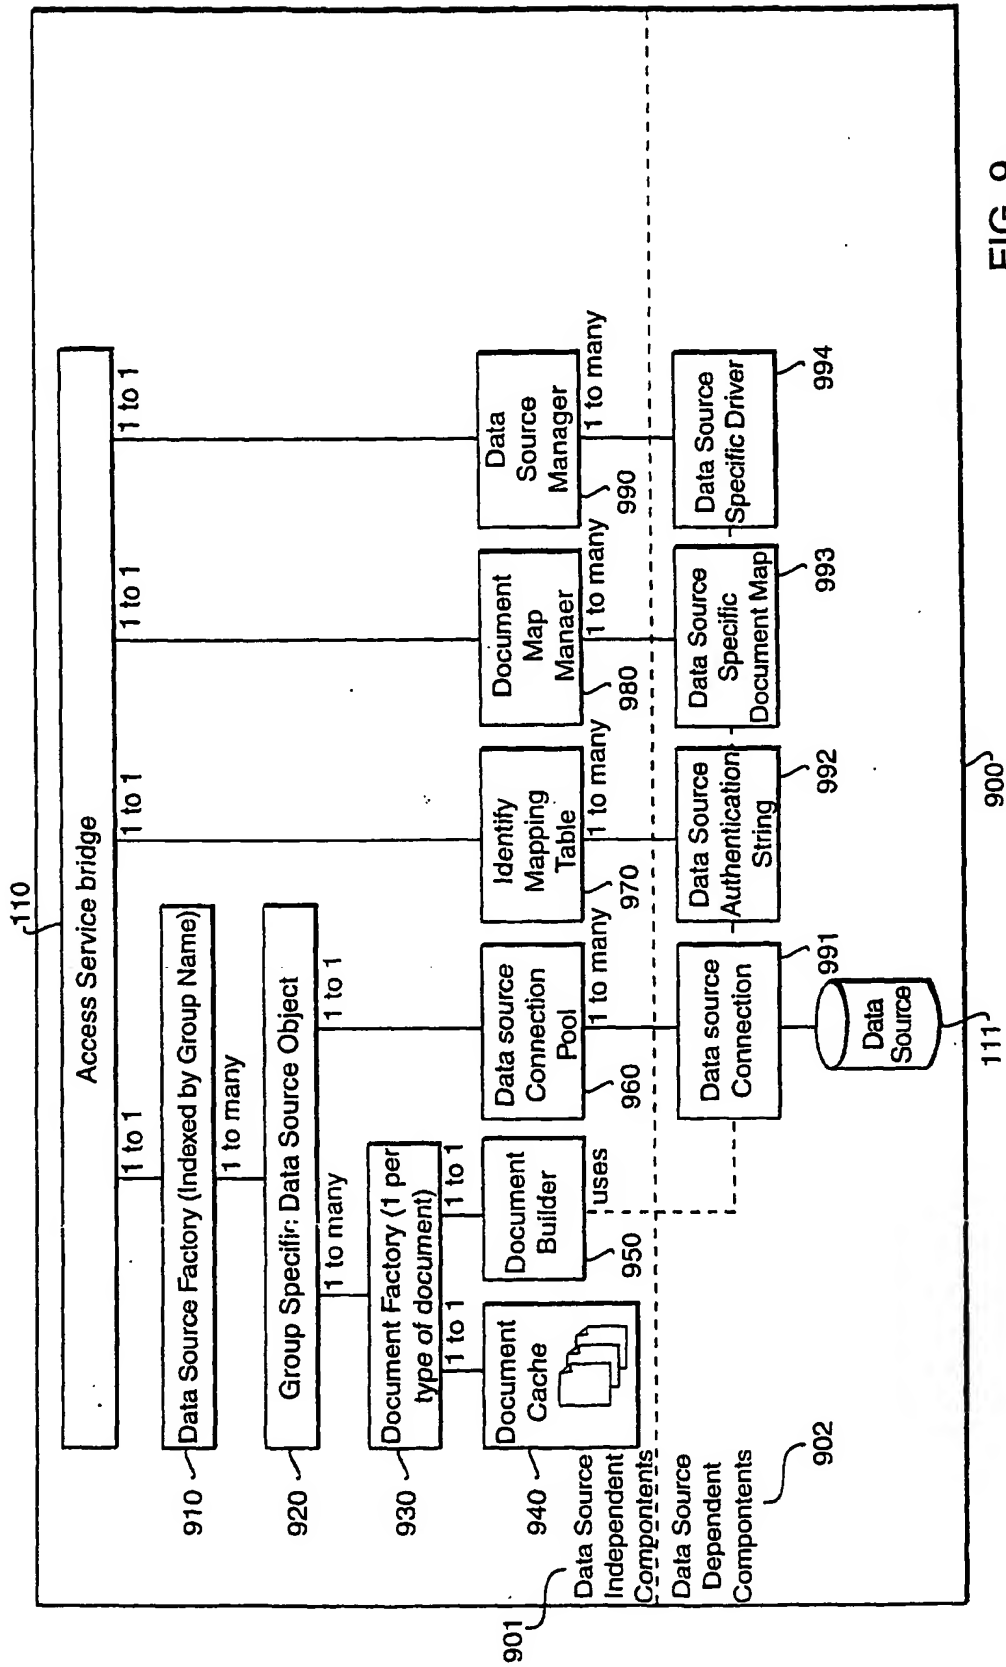 110
Access Service bridge
1 to 1
1 to 1
1 to 1
1 to 1
910
Data Source Factory (Indexed by Group Name)
1 to many
920
Group Specific: Data Source Object
1 to many
1 to 1
930
Document Factory (1 per
type of document)
1 to 1
1 to 1
940
Document
Cache
Document
Builder
950
uses
Data source
Connection
Pool
960
1 to many
Identify
Mapping
Table
970
1 to many
Document
Map
Manaer
980
1 to many
Data
Source
Manager
990
1 to many
901
Data Source
Independent
Compontents
Data Source
Dependent
Compontents
902
Data source
Connection
991
Data Source
Authentication
String
992
Data Source
Specific
Document Map
993
Data Source
Specific Driver
994
Data
Source
111
900
FIG. 9